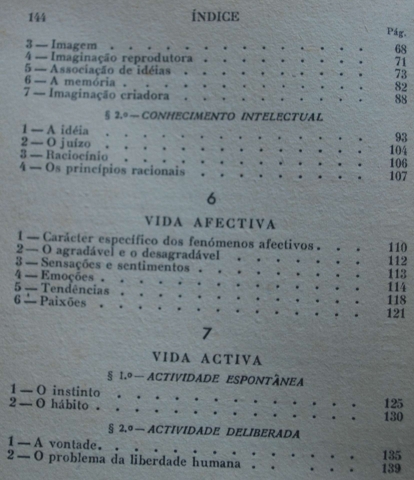 144 ÍNDICE
Pág.
3 — Imagem . . . . . . . . . . . 68
4 — Imaginação reprodutora . . . . . . . 71
5 — Associação de idéias . . . . . . . . 73
6 — A memória . . . . . . . . . . 82
7 — Imaginação criadora . . . . . . . . 88
§ 2.º — CONHECIMENTO INTELECTUAL
1 — A idéia . . . . . . . . . . . 93
2 — O juízo . . . . . . . . . . . 104
3 — Raciocínio . . . . . . . . . . 106
4 — Os princípios racionais . . . . . . . 107
6
VIDA AFECTIVA
1 — Carácter específico dos fenómenos afectivos . . . 110
2 — O agradável e o desagradável . . . . . . 112
3 — Sensações e sentimentos . . . . . . . 113
4 — Emoções . . . . . . . . . . . 114
5 — Tendências . . . . . . . . . . 118
6 — Paixões . . . . . . . . . . . 121
7
VIDA ACTIVA
§ 1.º — ACTIVIDADE ESPONTÂNEA
1 — O instinto . . . . . . . . . . 125
2 — O hábito . . . . . . . . . . . 130
§ 2.º — ACTIVIDADE DELIBERADA
1 — A vontade . . . . . . . . . . 135
2 — O problema da liberdade humana . . . . . 139